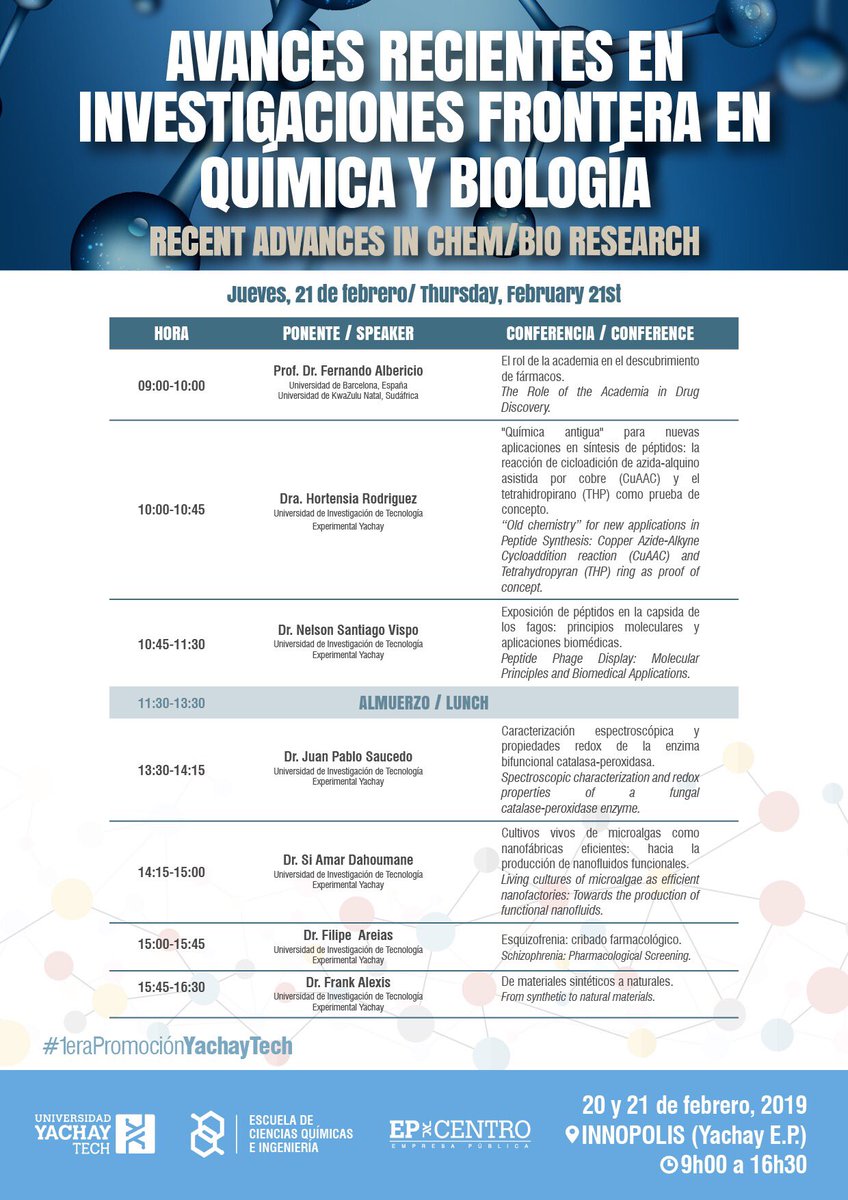 AVANCES RECIENTES EN
INVESTIGACIONES FRONTERA EN
QUÍMICA Y BIOLOGÍA
RECENT ADVANCES IN CHEM/BIO RESEARCH
Jueves, 21 de febrero/ Thursday, February 21st
HORA PONENTE / SPEAKER CONFERENCIA / CONFERENCE
09:00-10:00
Prof. Dr. Fernando Albericio
Universidad de Barcelona, España
Universidad de KwaZulu Natal, Sudáfrica
El rol de la academia en el descubrimiento
de fármacos.
The Role of the Academia in Drug
Discovery.
10:00-10:45
Dra. Hortensia Rodriguez
Universidad de Investigación de Tecnología
Experimental Yachay
"Química antigua" para nuevas
aplicaciones en síntesis de péptidos: la
reacción de cicloadición de azida-alquino
asistida por cobre (CuAAC) y el
tetrahidropirano (THP) como prueba de
concepto.
“Old chemistry” for new applications in
Peptide Synthesis: Copper Azide-Alkyne
Cycloaddition reaction (CuAAC) and
Tetrahydropyran (THP) ring as proof of
concept.
10:45-11:30
Dr. Nelson Santiago Vispo
Universidad de Investigación de Tecnología
Experimental Yachay
Exposición de péptidos en la capsida de
los fagos: principios moleculares y
aplicaciones biomédicas.
Peptide Phage Display: Molecular
Principles and Biomedical Applications.
11:30-13:30 ALMUERZO / LUNCH
13:30-14:15
Dr. Juan Pablo Saucedo
Universidad de Investigación de Tecnología
Experimental Yachay
Caracterización espectroscópica y
propiedades redox de la enzima
bifuncional catalasa-peroxidasa.
Spectroscopic characterization and redox
properties of a fungal
catalase-peroxidase enzyme.
14:15-15:00
Dr. Si Amar Dahoumane
Universidad de Investigación de Tecnología
Experimental Yachay
Cultivos vivos de microalgas como
nanofábricas eficientes: hacia la
producción de nanofluidos funcionales.
Living cultures of microalgae as efficient
nanofactories: Towards the production of
functional nanofluids.
15:00-15:45
Dr. Filipe Areias
Universidad de Investigación de Tecnología
Experimental Yachay
Esquizofrenia: cribado farmacológico.
Schizophrenia: Pharmacological Screening.
15:45-16:30
Dr. Frank Alexis
Universidad de Investigación de Tecnología
Experimental Yachay
De materiales sintéticos a naturales.
From synthetic to natural materials.
#1eraPromociónYachayTech
UNIVERSIDAD
YACHAY
TECH
ESCUELA DE
CIENCIAS QUÍMICAS
E INGENIERÍA
EP CENTRO
EMPRESA PÚBLICA
20 y 21 de febrero, 2019
INNOPOLIS (Yachay E.P.)
9h00 a 16h30